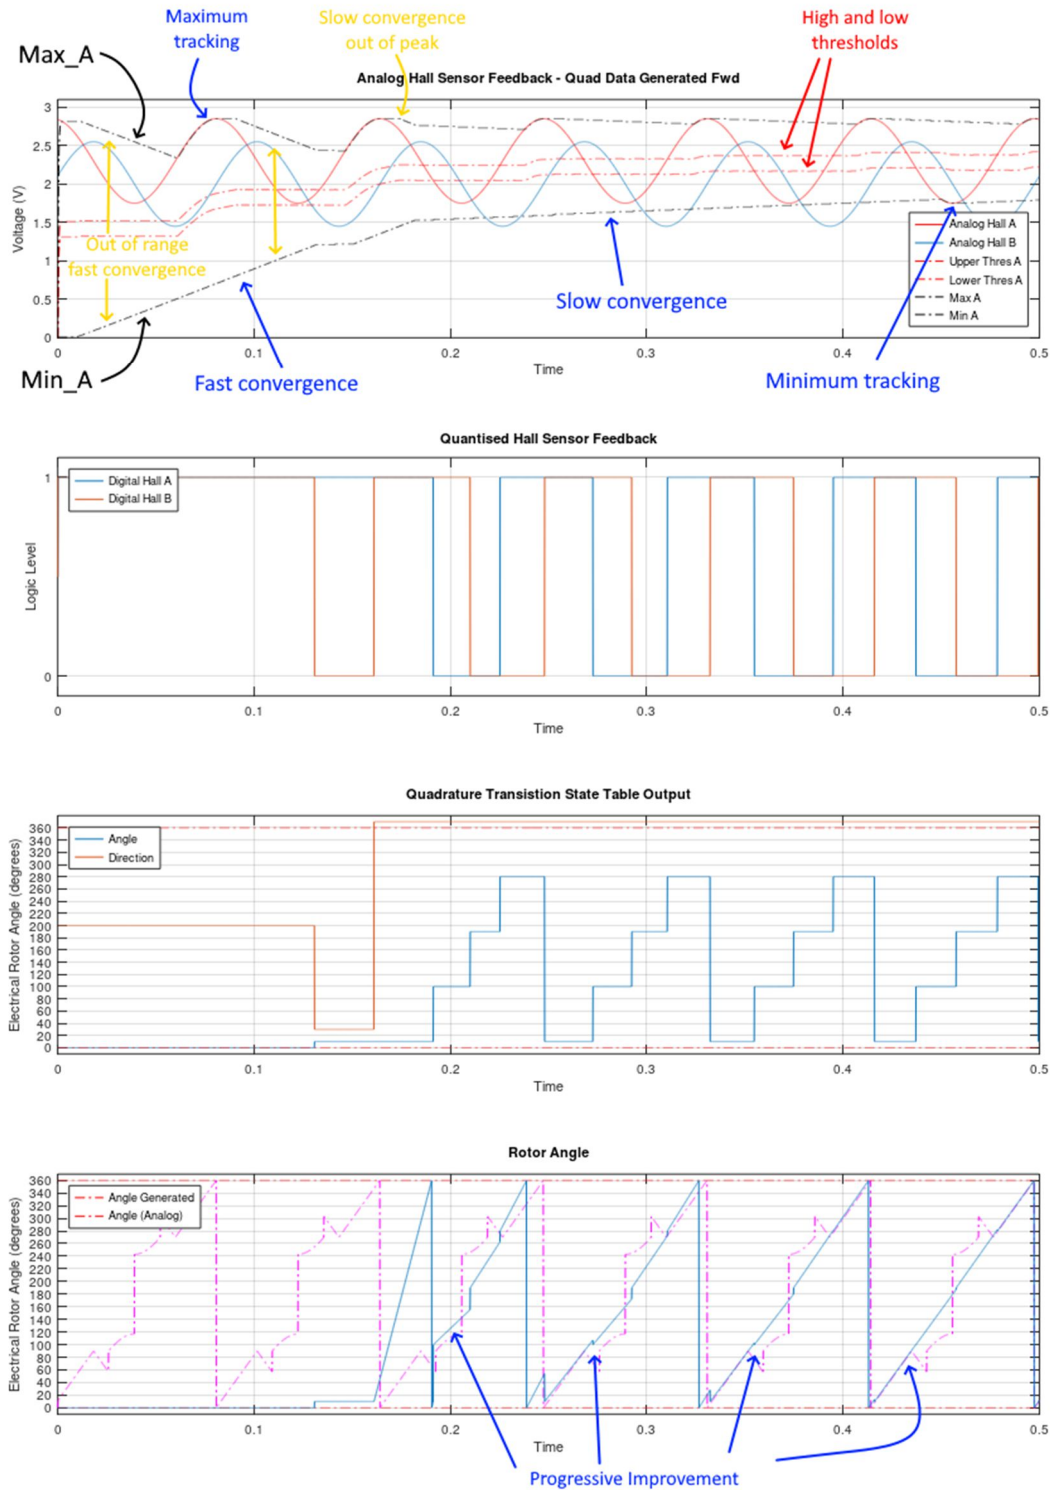 Maximum
tracking
Slow convergence
out of peak
High and low
thresholds
Max_A
Analog Hall Sensor Feedback - Quad Data Generated Fwd
3
2.5
2
1.5
1
0.5
0
Voltage (V)
Out of range
fast convergence
Slow convergence
Analog Hall A
Analog Hall B
Upper Thres A
Lower Thres A
Max A
Min A
0
0.1
0.2
0.3
0.4
0.5
Time
Min_A
Fast convergence
Minimum tracking
Quantised Hall Sensor Feedback
1
0
Logic Level
Digital Hall A
Digital Hall B
0
0.1
0.2
0.3
0.4
0.5
Time
Quadrature Transistion State Table Output
360
340
320
300
280
260
240
220
200
180
160
140
120
100
80
60
40
20
0
Electrical Rotor Angle (degrees)
Angle
Direction
0
0.1
0.2
0.3
0.4
0.5
Time
Rotor Angle
360
340
320
300
280
260
240
220
200
180
160
140
120
100
80
60
40
20
0
Electrical Rotor Angle (degrees)
Angle Generated
Angle (Analog)
0
0.1
0.2
0.3
0.4
0.5
Time
Progressive Improvement